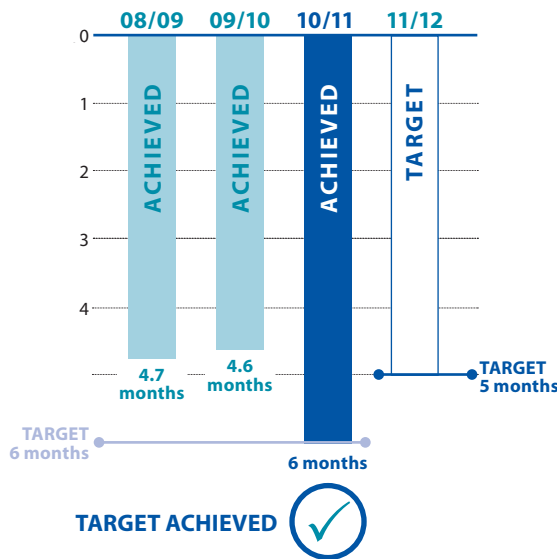 08/09 09/10 10/11 11/12
0
1
2
3
4
ACHIEVED
ACHIEVED
ACHIEVED
TARGET
4.7
months
4.6
months
TARGET
5 months
TARGET
6 months
6 months
TARGET ACHIEVED